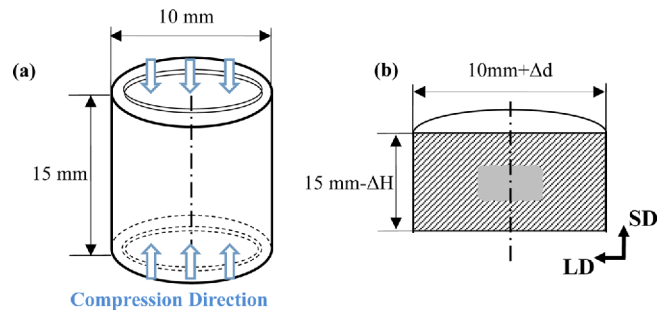 10 mm
(a)
15 mm
Compression Direction
(b)
10mm+Δd
15 mm-ΔH
SD
LD